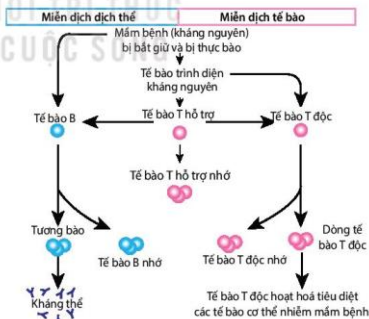 Miễn dịch dịch thể
Miễn dịch tế bào
Mầm bệnh (kháng nguyên)
bị bắt giữ và bị thực bào
CUỘC SỐNG
Tế bào trình diện
kháng nguyên
Tế bào B
Tế bào T hỗ trợ
Tế bào T độc
Tế bào T hỗ trợ nhớ
Tương bào
Tế bào B nhớ
Tế bào T độc nhớ
Dòng tế
bào T độc
Kháng thể
Tế bào T độc hoạt hoá tiêu diệt
các tế bào cơ thể nhiễm mầm bệnh